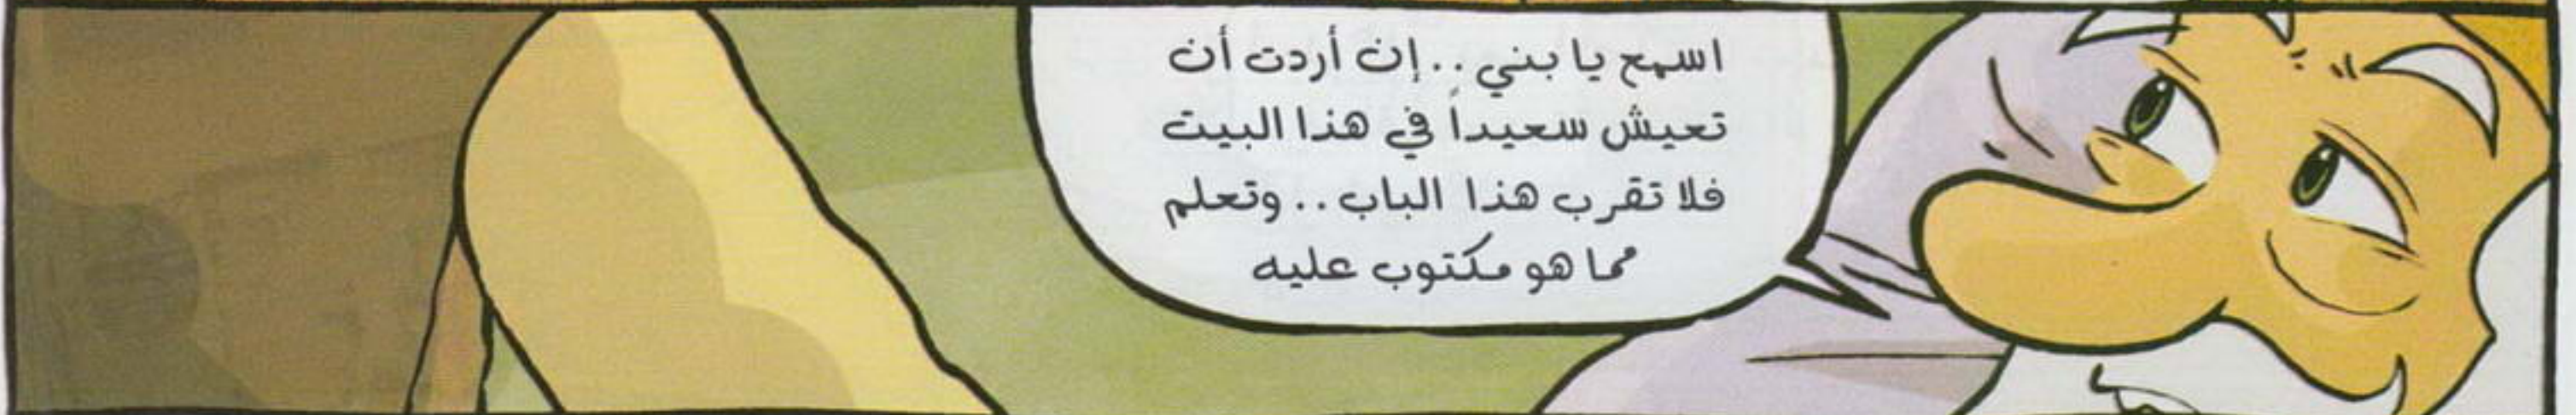 اسمع يا بني .. إن أردت أن
تعيش سعيداً في هذا البيت
فلا تقرب هذا الباب .. وتعلم
مما هو مكتوب عليه